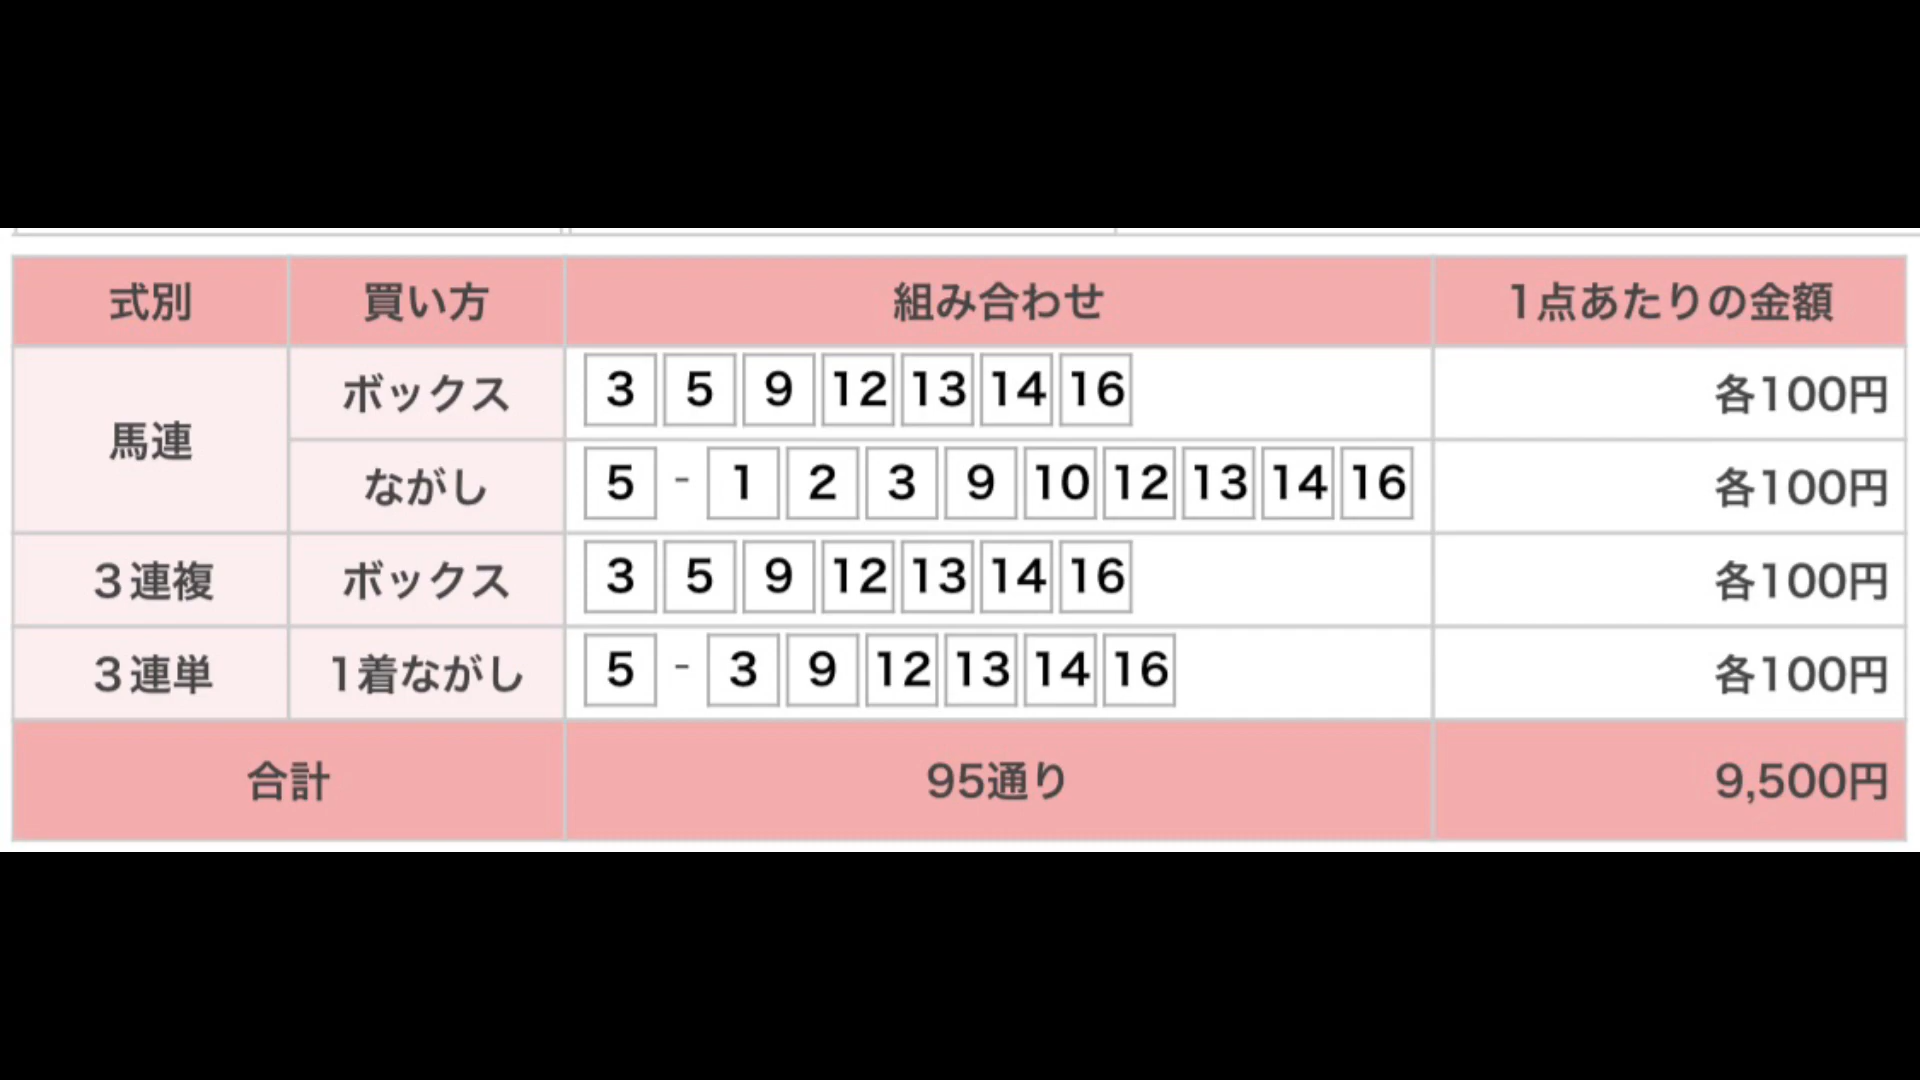 式別 買い方 組み合わせ 1点あたりの金額
馬連 ボックス 3 5 9 12 13 14 16 各100円
ながし 5 - 1 2 3 9 10 12 13 14 16 各100円
３連複 ボックス 3 5 9 12 13 14 16 各100円
３連単 1着ながし 5 - 3 9 12 13 14 16 各100円
合計 95通り 9,500円